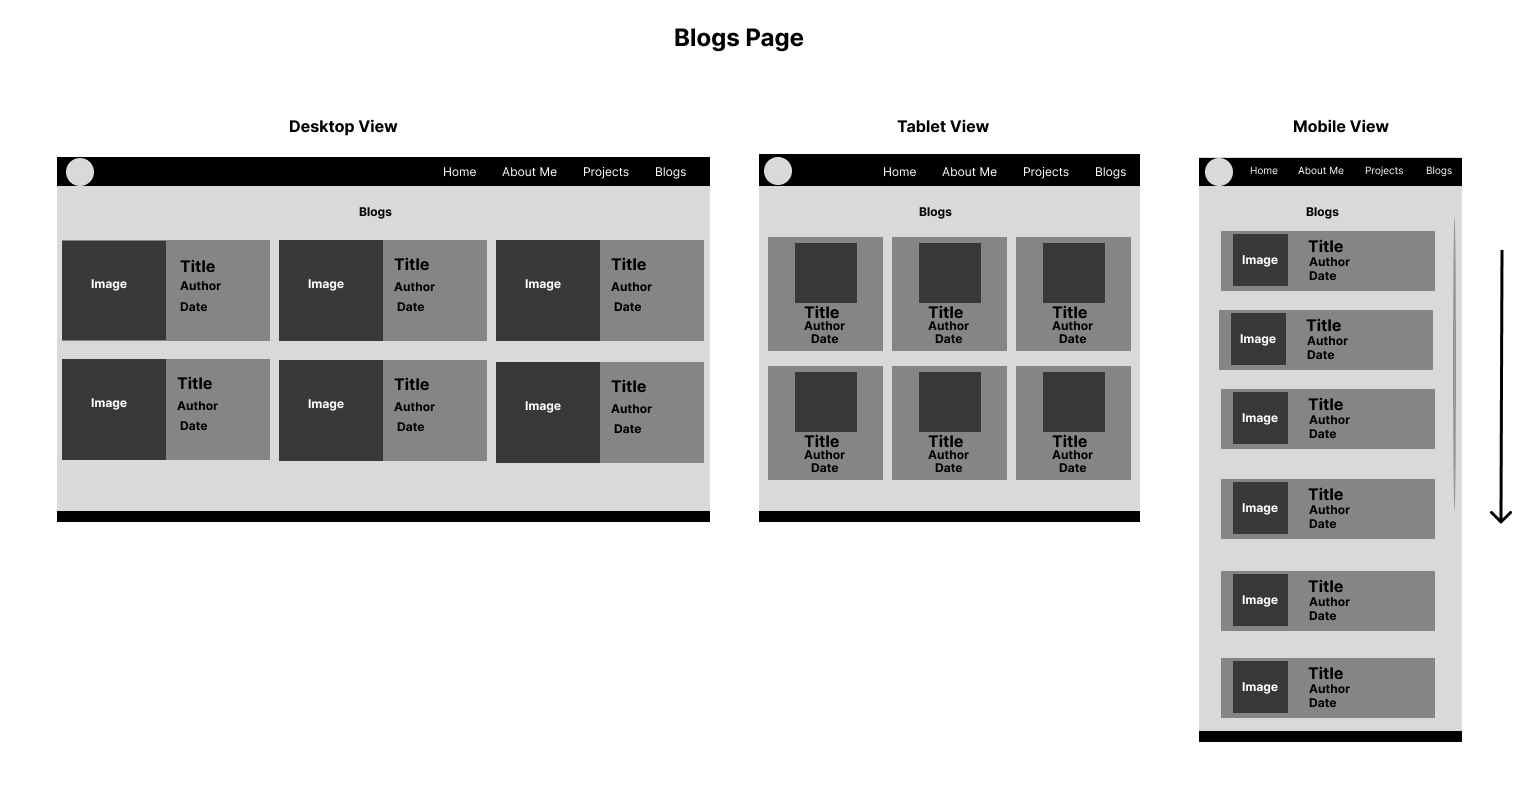 Blogs Page
Desktop View
Home About Me Projects Blogs
Blogs
Image Title Author Date
Image Title Author Date
Image Title Author Date
Image Title Author Date
Image Title Author Date
Image Title Author Date
Tablet View
Home About Me Projects Blogs
Blogs
Title
Author
Date
Title
Author
Date
Title
Author
Date
Title
Author
Date
Title
Author
Date
Title
Author
Date
Mobile View
Home About Me Projects Blogs
Blogs
Image Title Author Date
Image Title Author Date
Image Title Author Date
Image Title Author Date
Image Title Author Date
Image Title Author Date